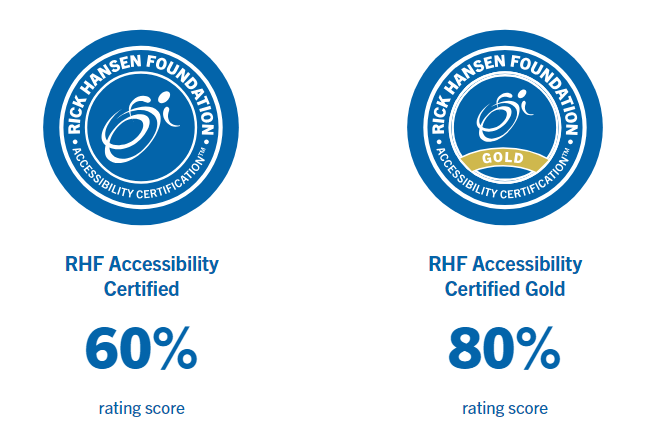 RICK HANSEN FOUNDATION
• ACCESSIBILITY CERTIFICATION™ •
RHF Accessibility
Certified
60%
rating score
RICK HANSEN FOUNDATION
• ACCESSIBILITY CERTIFICATION™ •
GOLD
RHF Accessibility
Certified Gold
80%
rating score